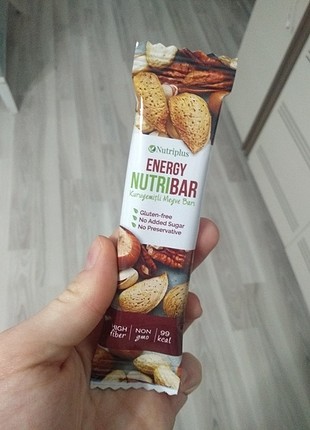 Nutriplus
ENERGY
NUTRIBAR
Kuruyemişli Meyve Barı
Gluten-free
No Added Sugar
No Preservative
HIGH NON 99
fiber gmo kcal